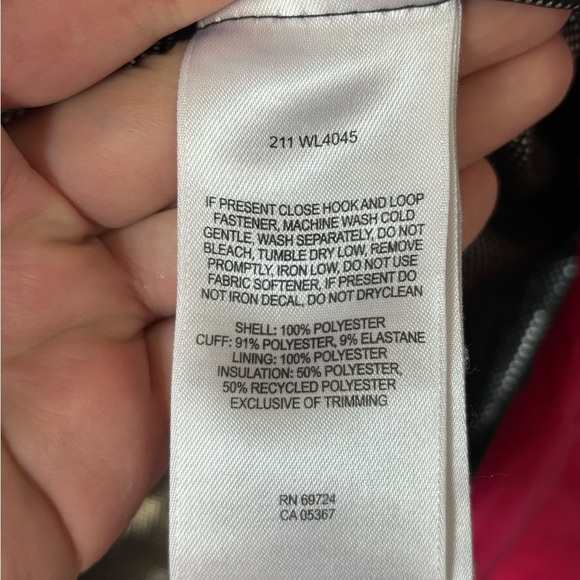 211 WL4045
IF PRESENT CLOSE HOOK AND LOOP
FASTENER, MACHINE WASH COLD
GENTLE, WASH SEPARATELY, DO NOT
BLEACH, TUMBLE DRY LOW, REMOVE
PROMPTLY, IRON LOW, DO NOT USE
FABRIC SOFTENER, IF PRESENT DO
NOT IRON DECAL, DO NOT DRYCLEAN
SHELL: 100% POLYESTER
CUFF: 91% POLYESTER, 9% ELASTANE
LINING: 100% POLYESTER
INSULATION: 50% POLYESTER,
50% RECYCLED POLYESTER
EXCLUSIVE OF TRIMMING
RN 69724
CA 05367